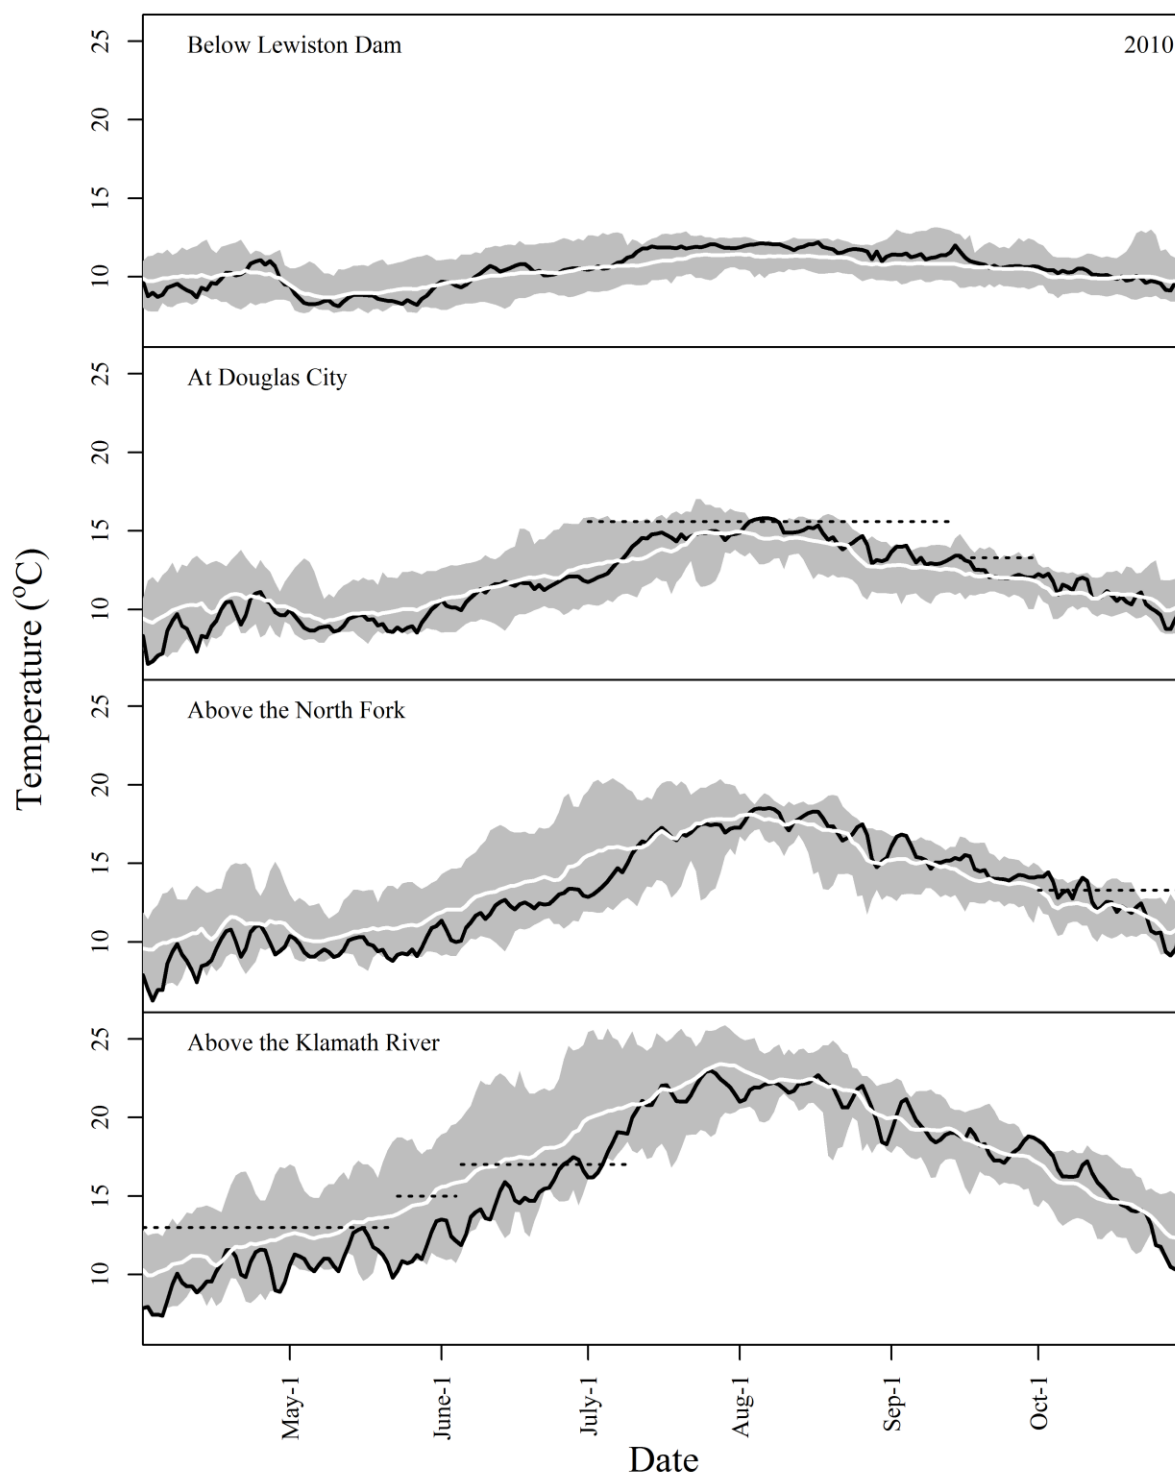 Below Lewiston Dam
2010
25
20
15
10
At Douglas City
25
20
15
10
Above the North Fork
25
20
15
10
Above the Klamath River
25
20
15
10
Temperature (°C)
May-1
June-1
July-1
Aug-1
Sep-1
Oct-1
Date